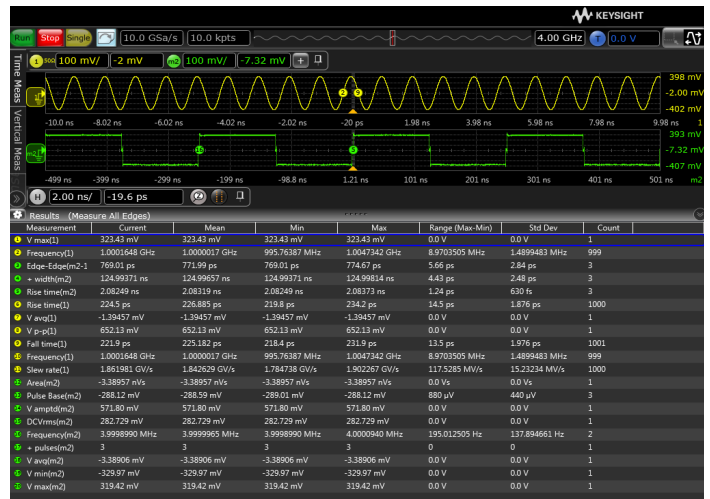 KEYSIGHT
Run Stop Single 10.0 GSa/s 10.0 kpts 4.00 GHz T 0.0 V
1 50Ω 100 mV/ -2 mV m2 100 mV/ -7.32 mV +
Time Meas
Vertical Meas
398 mV
-2.00 mV
-402 mV
-10.0 ns -8.02 ns -6.02 ns -4.02 ns -2.02 ns -20 ps 1.98 ns 3.98 ns 5.98 ns 7.98 ns 9.98 ns 1
393 mV
-7.32 mV
-407 mV
-499 ns -399 ns -299 ns -199 ns -98.8 ns 1.21 ns 101 ns 201 ns 301 ns 401 ns 501 ns m2
H 2.00 ns/ -19.6 ps
Results (Measure All Edges)
Measurement Current Mean Min Max Range (Max-Min) Std Dev Count
V max(1) 323.43 mV 323.43 mV 323.43 mV 323.43 mV 0.0 V 0.0 V 1
Frequency(1) 1.0001648 GHz 1.0000017 GHz 995.76387 MHz 1.0047342 GHz 8.9703505 MHz 1.4899483 MHz 999
Edge-Edge(m2-1 769.01 ps 771.99 ps 769.01 ps 774.67 ps 5.66 ps 2.84 ps 3
+ width(m2) 124.99371 ns 124.99657 ns 124.99371 ns 124.99814 ns 4.43 ps 2.48 ps 3
Rise time(m2) 2.08249 ns 2.08319 ns 2.08249 ns 2.08373 ns 1.24 ps 630 fs 3
Rise time(1) 224.5 ps 226.885 ps 219.8 ps 234.2 ps 14.5 ps 1.876 ps 1000
V avg(1) -1.39457 mV -1.39457 mV -1.39457 mV -1.39457 mV 0.0 V 0.0 V 1
V p-p(1) 652.13 mV 652.13 mV 652.13 mV 652.13 mV 0.0 V 0.0 V 1
Fall time(1) 221.9 ps 225.182 ps 218.4 ps 231.9 ps 13.5 ps 1.976 ps 1001
Frequency(1) 1.0001648 GHz 1.0000017 GHz 995.76387 MHz 1.0047342 GHz 8.9703505 MHz 1.4899483 MHz 999
Slew rate(1) 1.861981 GV/s 1.842629 GV/s 1.784738 GV/s 1.902267 GV/s 117.5285 MV/s 15.23234 MV/s 1000
Area(m2) -3.38957 nVs -3.38957 nVs -3.38957 nVs -3.38957 nVs 0.0 Vs 0.0 Vs 1
Pulse Base(m2) -288.12 mV -288.59 mV -289.01 mV -288.12 mV 880 µV 440 µV 3
V amptd(m2) 571.80 mV 571.80 mV 571.80 mV 571.80 mV 0.0 V 0.0 V 1
DCVrms(m2) 282.729 mV 282.729 mV 282.729 mV 282.729 mV 0.0 V 0.0 V 1
Frequency(m2) 3.9998990 MHz 3.9999965 MHz 3.9998990 MHz 4.0000940 MHz 195.012505 Hz 137.894661 Hz 2
+ pulses(m2) 3 3 3 3 0 0 1
V avg(m2) -3.38906 mV -3.38906 mV -3.38906 mV -3.38906 mV 0.0 V 0.0 V 1
V min(m2) -329.97 mV -329.97 mV -329.97 mV -329.97 mV 0.0 V 0.0 V 1
V max(m2) 319.42 mV 319.42 mV 319.42 mV 319.42 mV 0.0 V 0.0 V 1